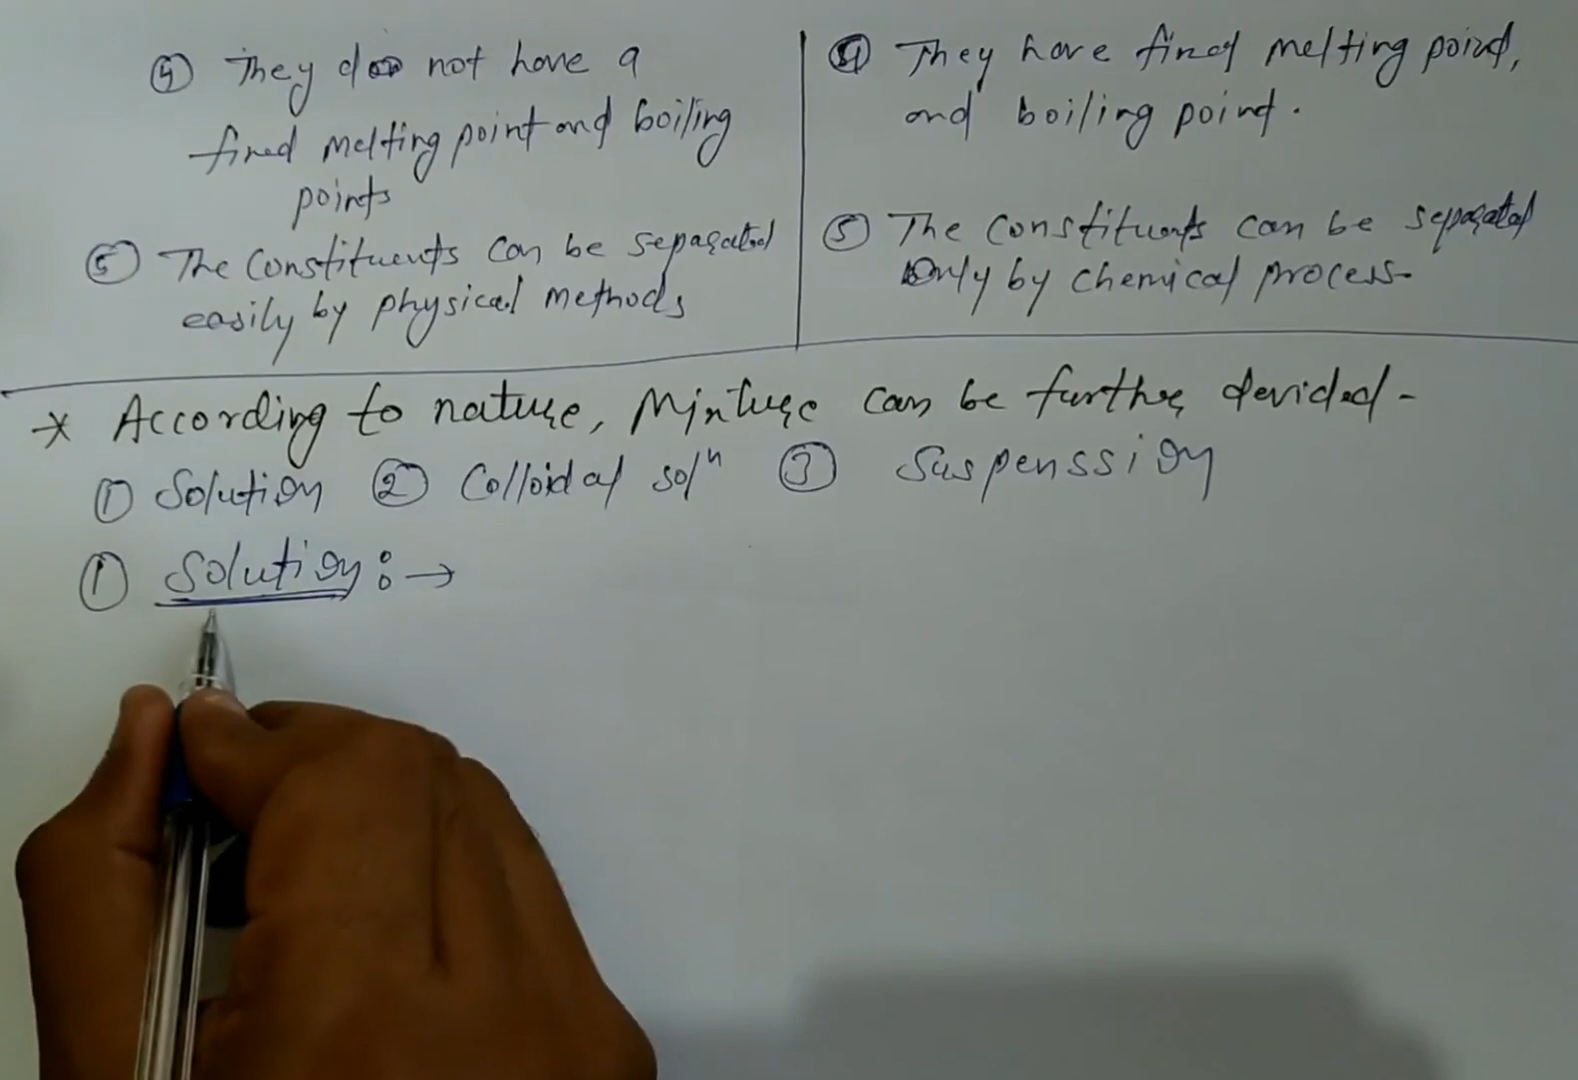 ④ They do not have a
fixed melting point and boiling
points
⑤ The constituents can be separated
easily by physical methods
④ They have fixed melting point,
and boiling point.
⑤ The constituents can be separated
Only by chemical process
* According to nature, Mixture can be further devided -
① Solution ② Colloidal solⁿ ③ Suspenssion
① Solution :→